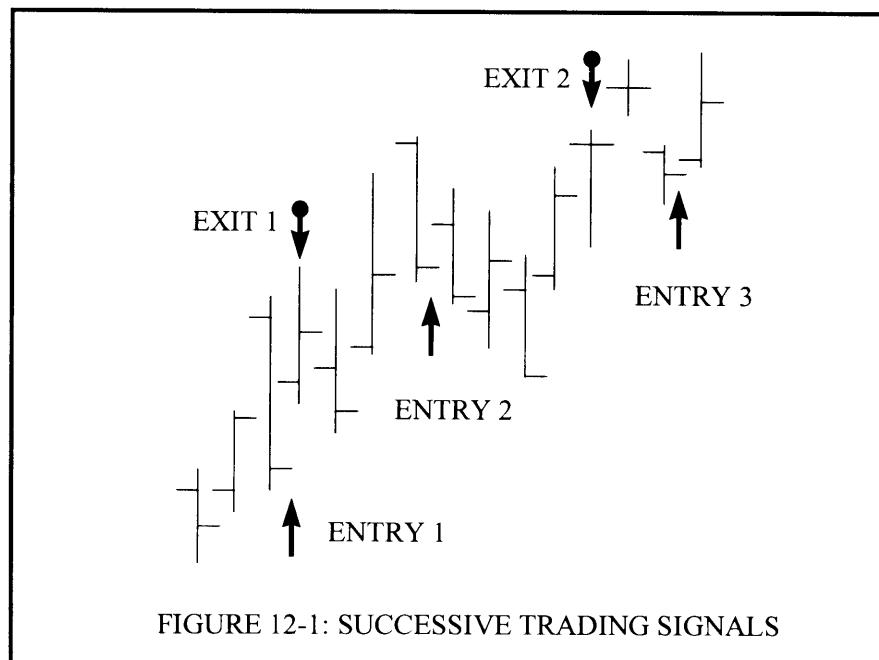 EXIT 2
EXIT 1
ENTRY 3
ENTRY 2
ENTRY 1
FIGURE 12-1: SUCCESSIVE TRADING SIGNALS